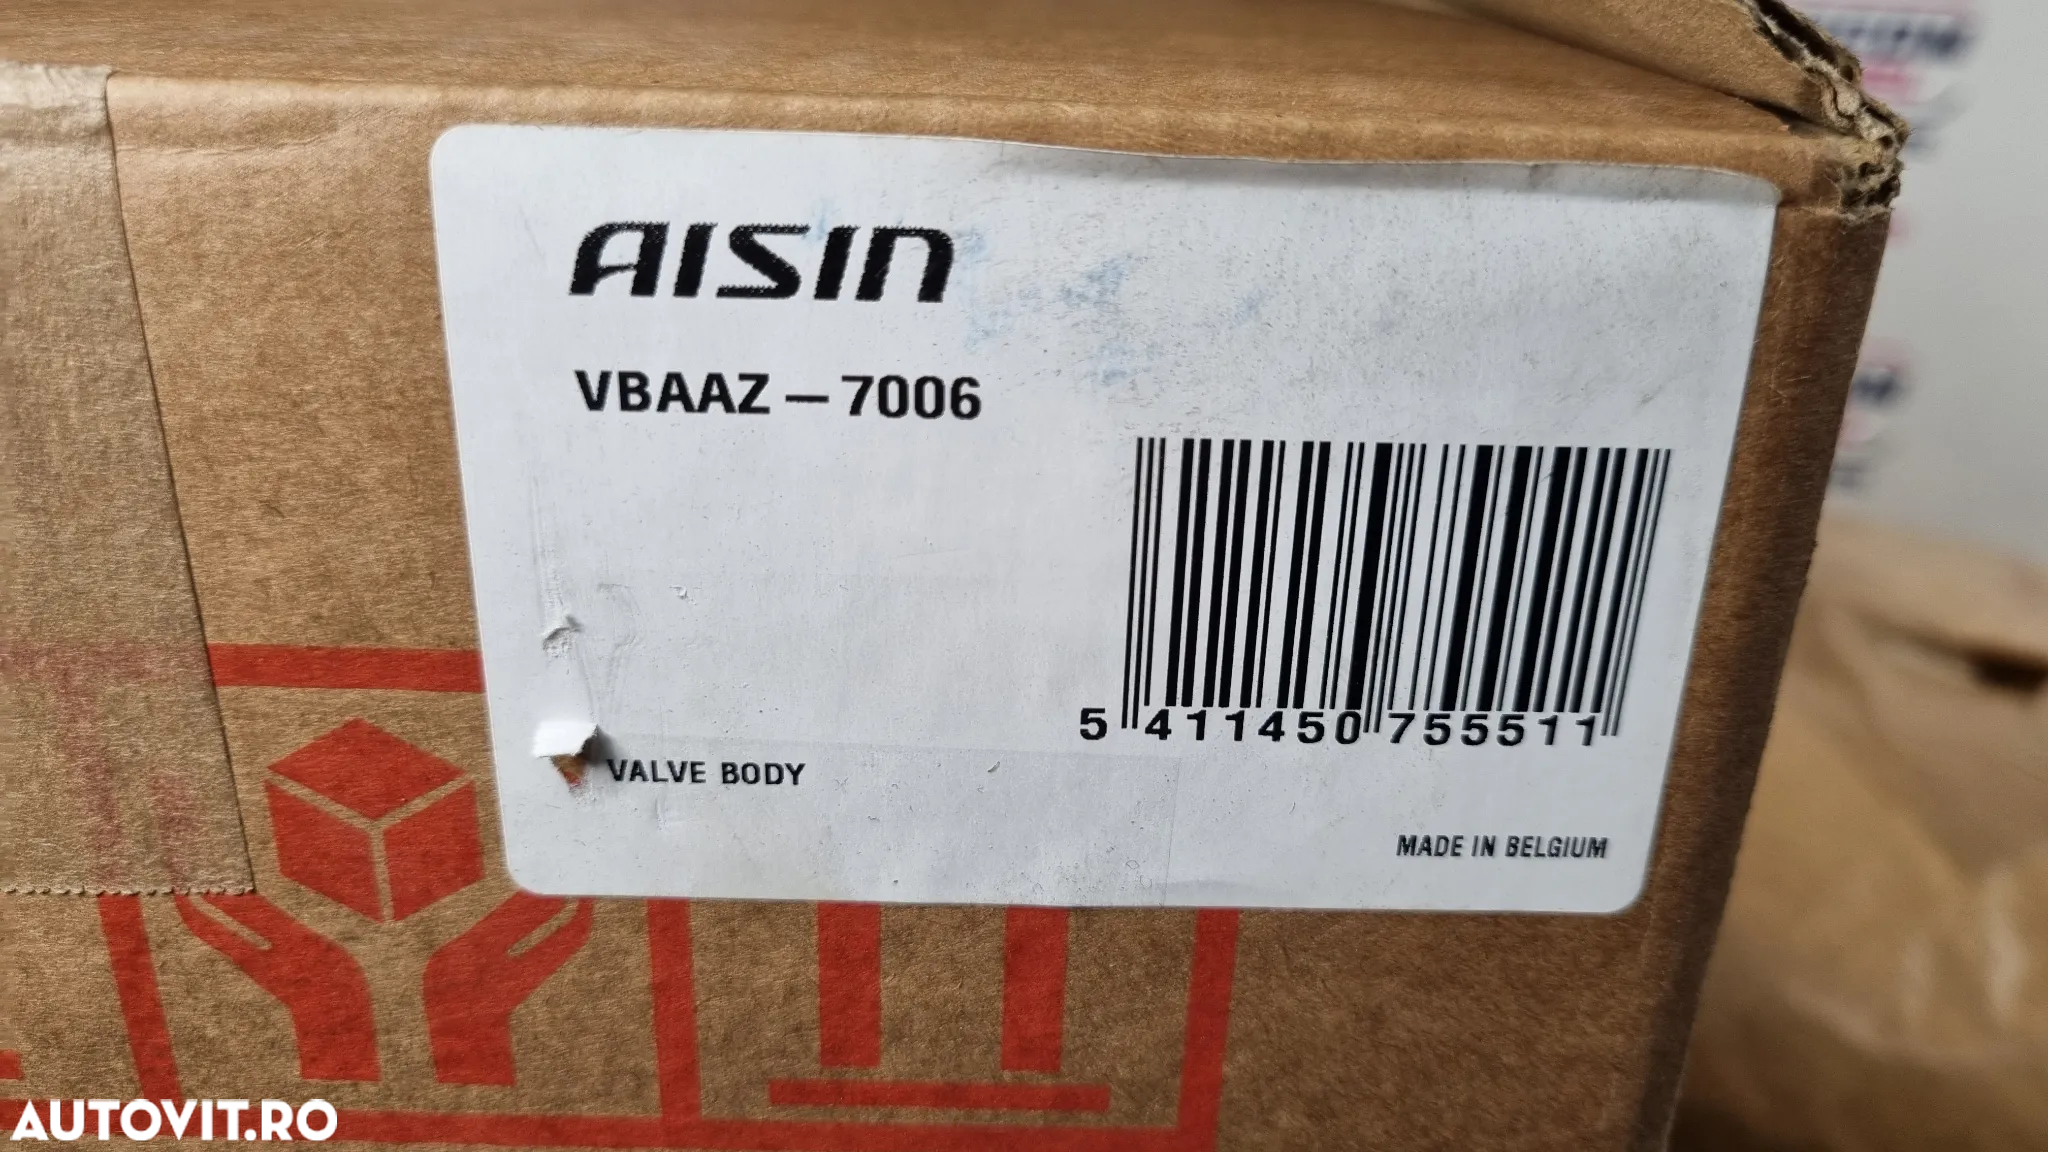 AISIN
VBAAZ – 7006
5 411450 755511
VALVE BODY
MADE IN BELGIUM
AUTOVIT.RO